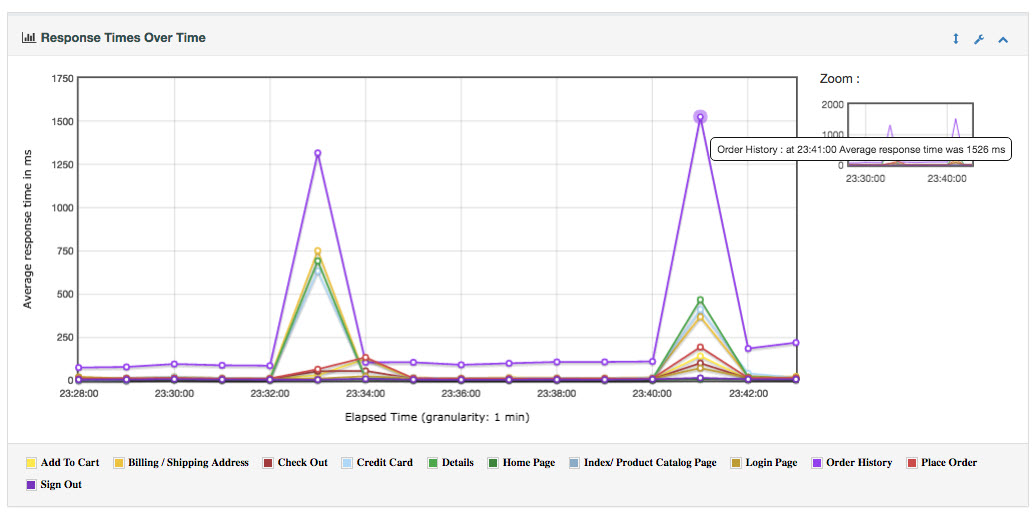 Response Times Over Time
Zoom :
1750
1500
1250
1000
750
500
250
0
Average response time in ms
23:28:00 23:30:00 23:32:00 23:34:00 23:36:00 23:38:00 23:40:00 23:42:00
Elapsed Time (granularity: 1 min)
2000
1000
0
23:30:00 23:40:00
Order History : at 23:41:00 Average response time was 1526 ms
Add To Cart Billing / Shipping Address Check Out Credit Card Details Home Page Index/ Product Catalog Page Login Page Order History Place Order
Sign Out